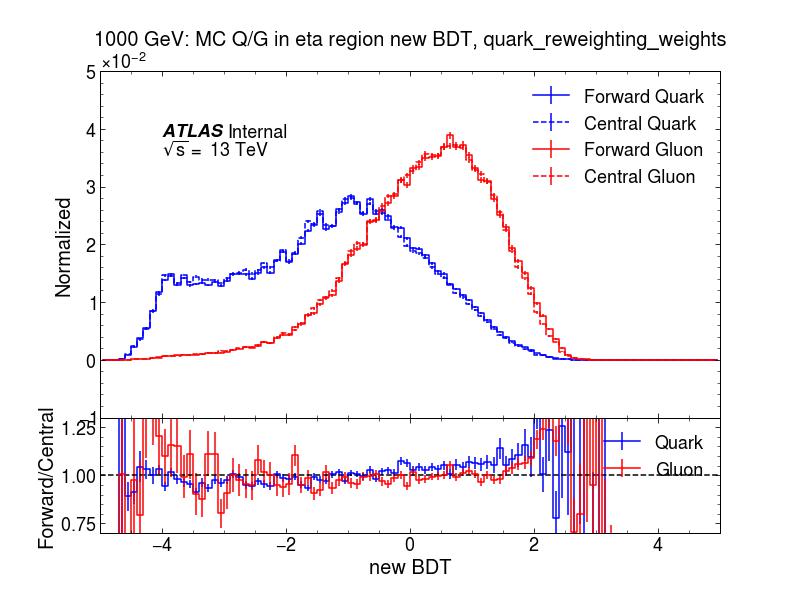 1000 GeV: MC Q/G in eta region new BDT, quark_reweighting_weights
×10−2
5
4
3
2
1
0
1
Normalized
ATLAS Internal
√s = 13 TeV
Forward Quark
Central Quark
Forward Gluon
Central Gluon
1.25
1.00
0.75
Forward/Central
Quark
Gluon
−4
−2
0
2
4
new BDT